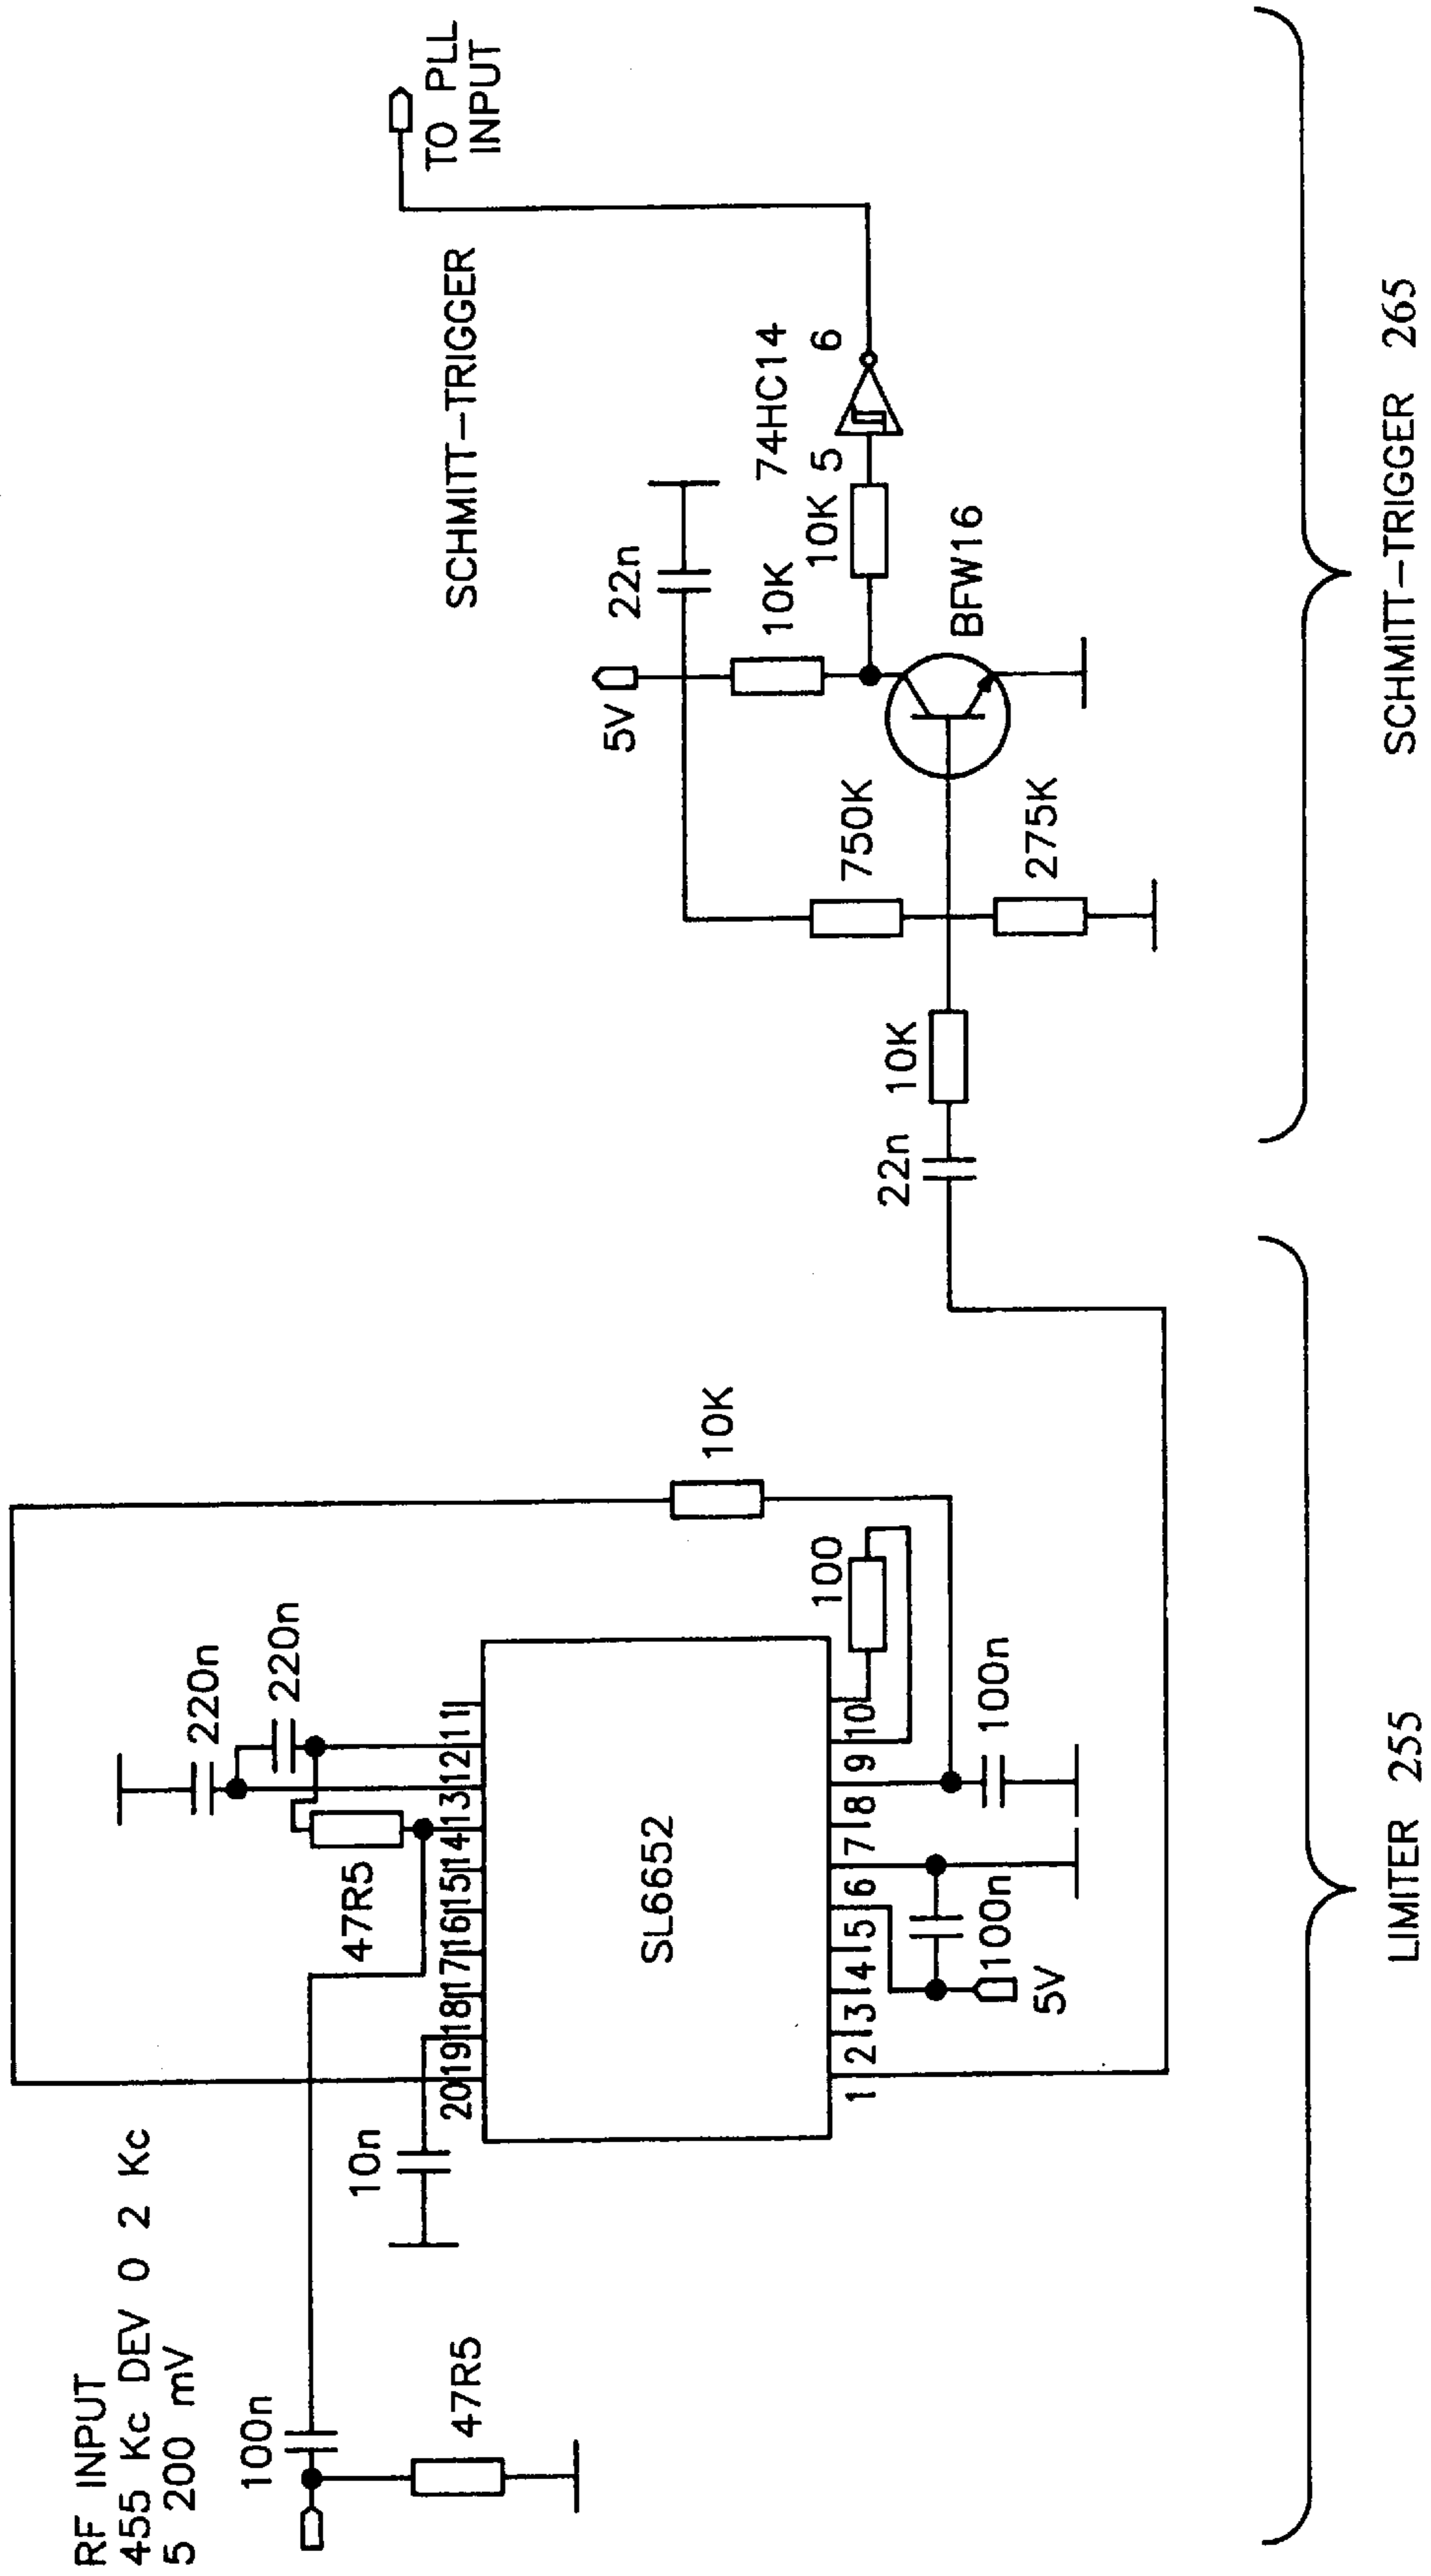 RF INPUT
455 Kc DEV 0 2 Kc
5 200 mV
100n
47R5
10n
47R5
220n
220n
20
19
18
17
16
15
14
13
12
11
SL6652
1
2
3
4
5
6
7
8
9
10
5V
100n
100n
100
10K
22n
10K
750K
275K
5V
22n
10K
10K
BFW16
74HC14
5
6
SCHMITT-TRIGGER
TO PLL
INPUT
LIMITER 255
SCHMITT-TRIGGER 265